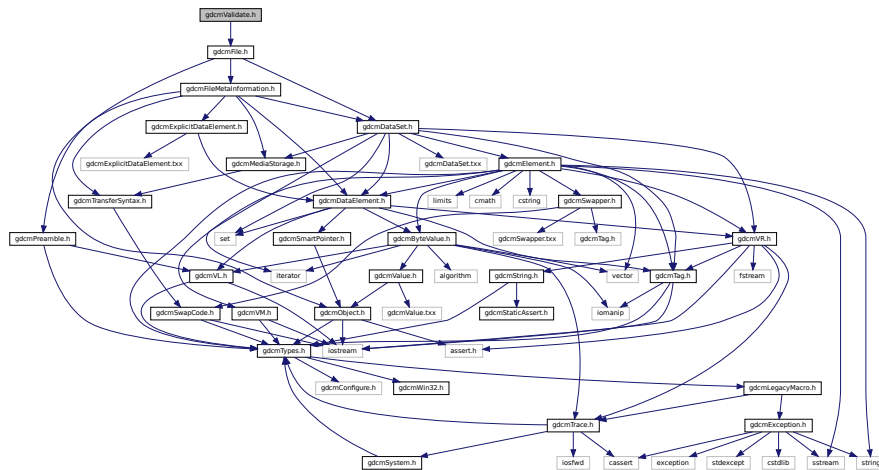 gdcmValidate.h
gdcmFile.h
gdcmFileMetaInformation.h
gdcmExplicitDataElement.h
gdcmDataSet.h
gdcmExplicitDataElement.txx
gdcmMediaStorage.h
gdcmDataSet.txx
gdcmElement.h
gdcmTransferSyntax.h
gdcmDataElement.h
limits
cmath
cstring
gdcmSwapper.h
gdcmPreamble.h
set
gdcmSmartPointer.h
gdcmByteValue.h
gdcmSwapper.txx
gdcmTag.h
gdcmVR.h
gdcmVL.h
iterator
gdcmValue.h
algorithm
gdcmString.h
vector
gdcmTag.h
fstream
gdcmSwapCode.h
gdcmVM.h
gdcmObject.h
gdcmValue.txx
gdcmStaticAssert.h
iomanip
gdcmTypes.h
iostream
assert.h
gdcmConfigure.h
gdcmWin32.h
gdcmLegacyMacro.h
gdcmTrace.h
gdcmException.h
gdcmSystem.h
iosfwd
cassert
exception
stdexcept
cstdlib
sstream
string